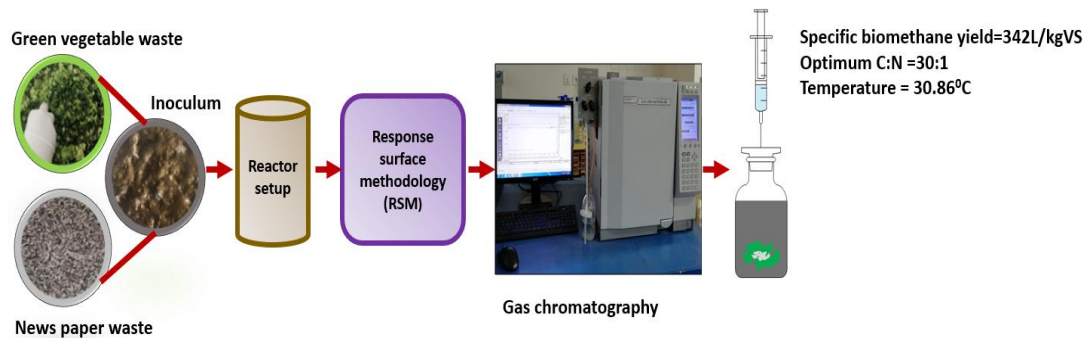 Green vegetable waste
Inoculum
News paper waste
Reactor
setup
Response
surface
methodology
(RSM)
Gas chromatography
Specific biomethane yield=342L/kgVS
Optimum C:N =30:1
Temperature = 30.86⁰C